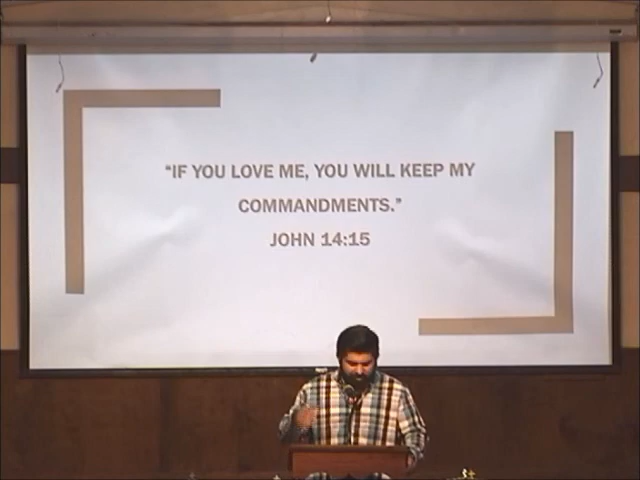 “IF YOU LOVE ME, YOU WILL KEEP MY
COMMANDMENTS.”
JOHN 14:15